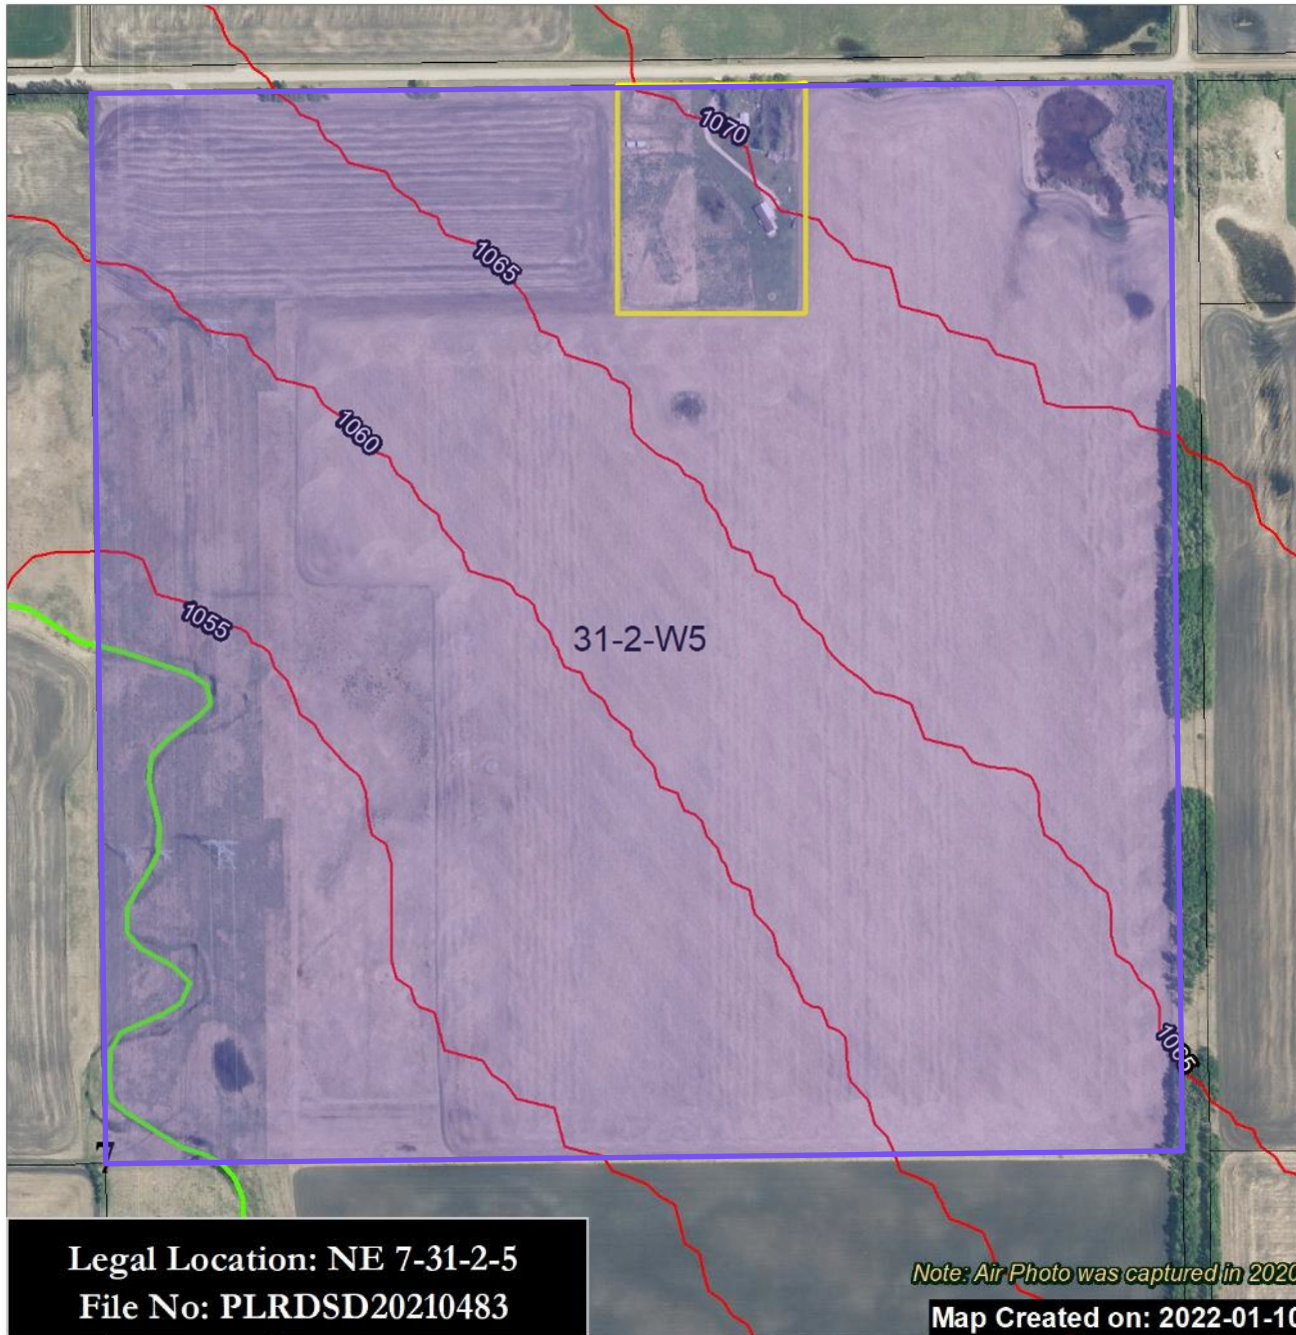 1070
1065
1060
1055
31-2-W5
1065
7
Legal Location: NE 7-31-2-5
File No: PLRDSD20210483
Note: Air Photo was captured in 2020
Map Created on: 2022-01-10